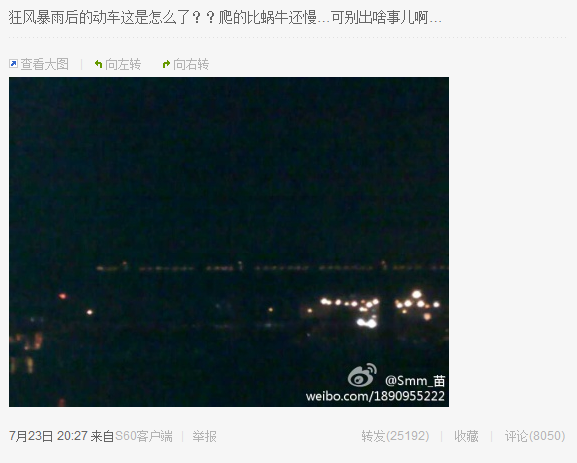 狂风暴雨后的动车这是怎么了？？爬的比蜗牛还慢...可别出啥事儿啊...
查看大图 | 向左转 向右转
@Smm_苗
weibo.com/1890955222
7月23日 20:27 来自S60客户端 | 举报 转发(25192) | 收藏 | 评论(8050)